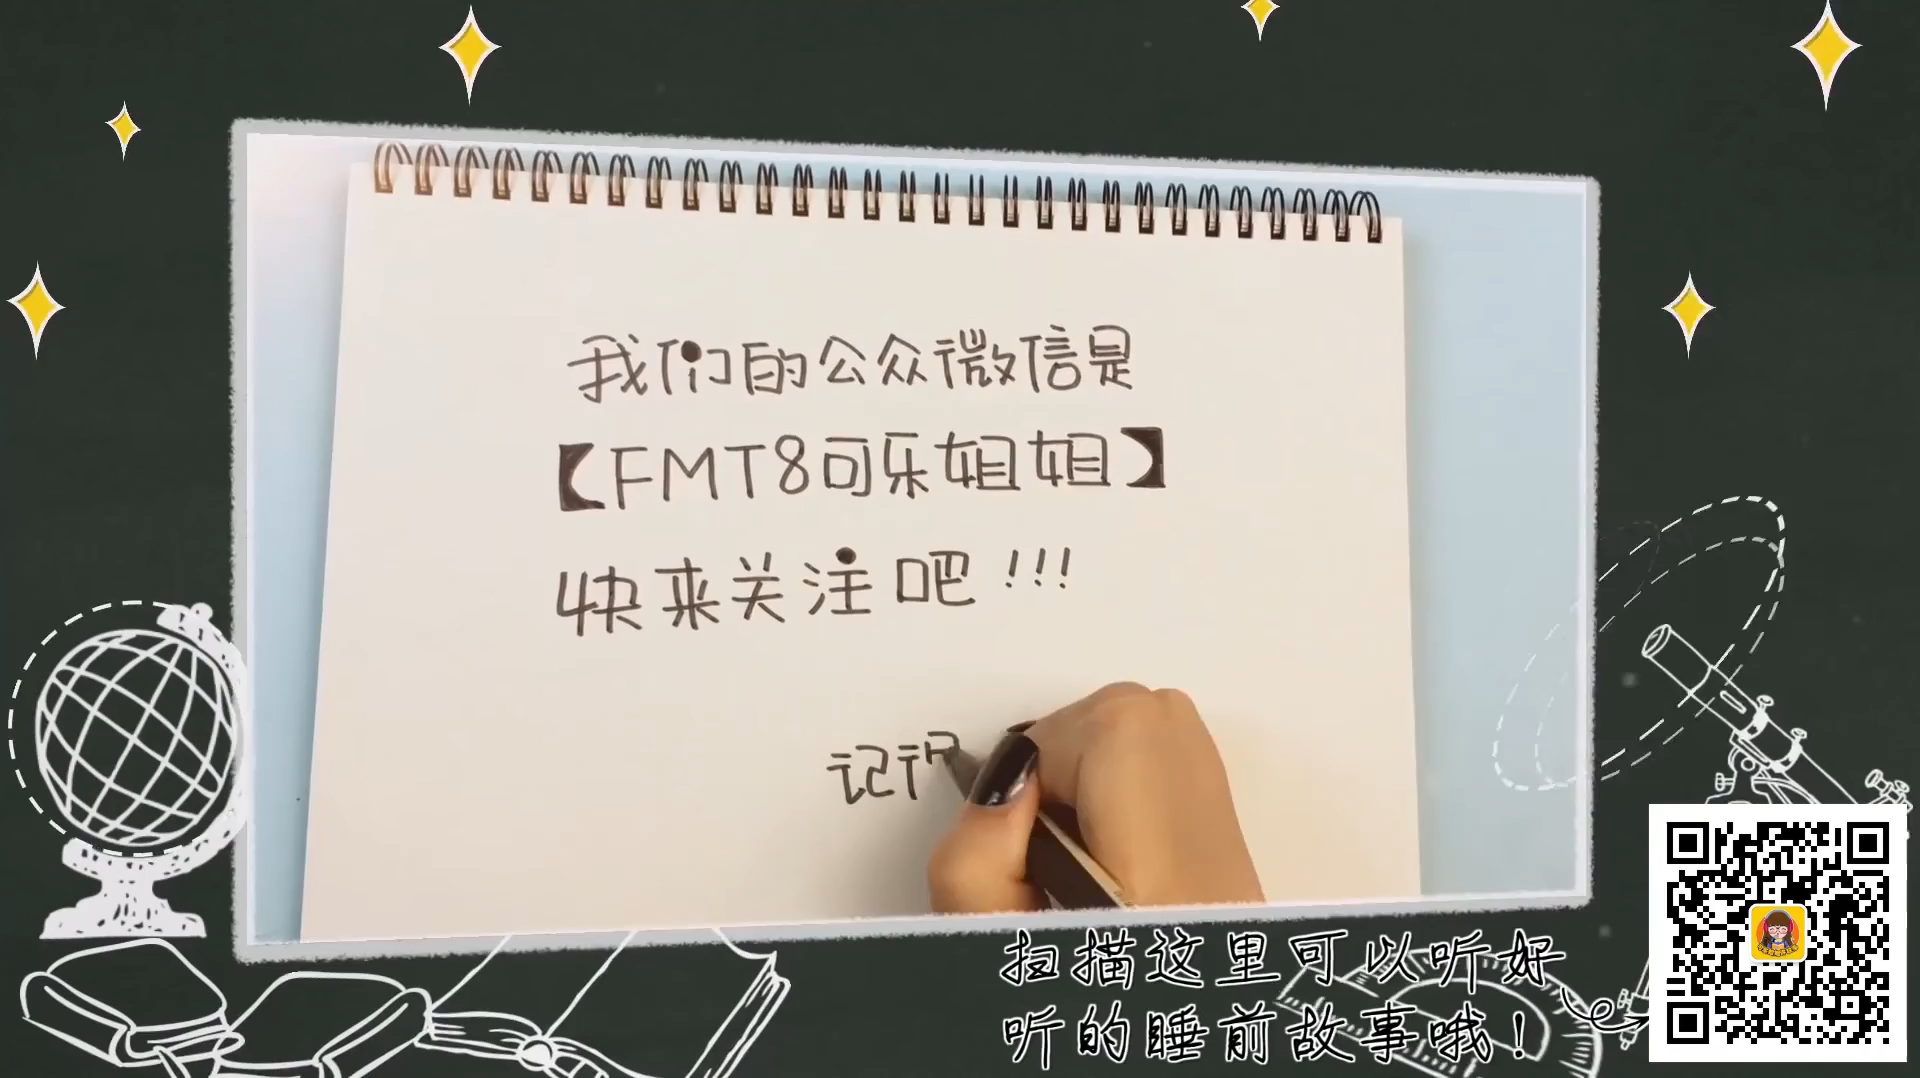 我们的公众微信是
【FMT8可乐姐姐】
快来关注吧!!!
记
扫描这里可以听好
听的睡前故事哦!